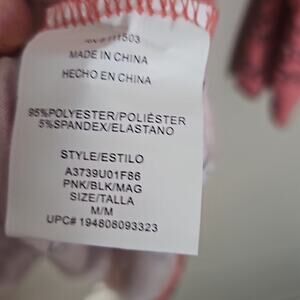 MADE IN CHINA
HECHO EN CHINA
95%POLYESTER/POLIÉSTER
5%SPANDEX/ELASTANO
STYLE/ESTILO
A3739U01F86
PNK/BLK/MAG
SIZE/TALLA
M/M
UPC# 194808093323